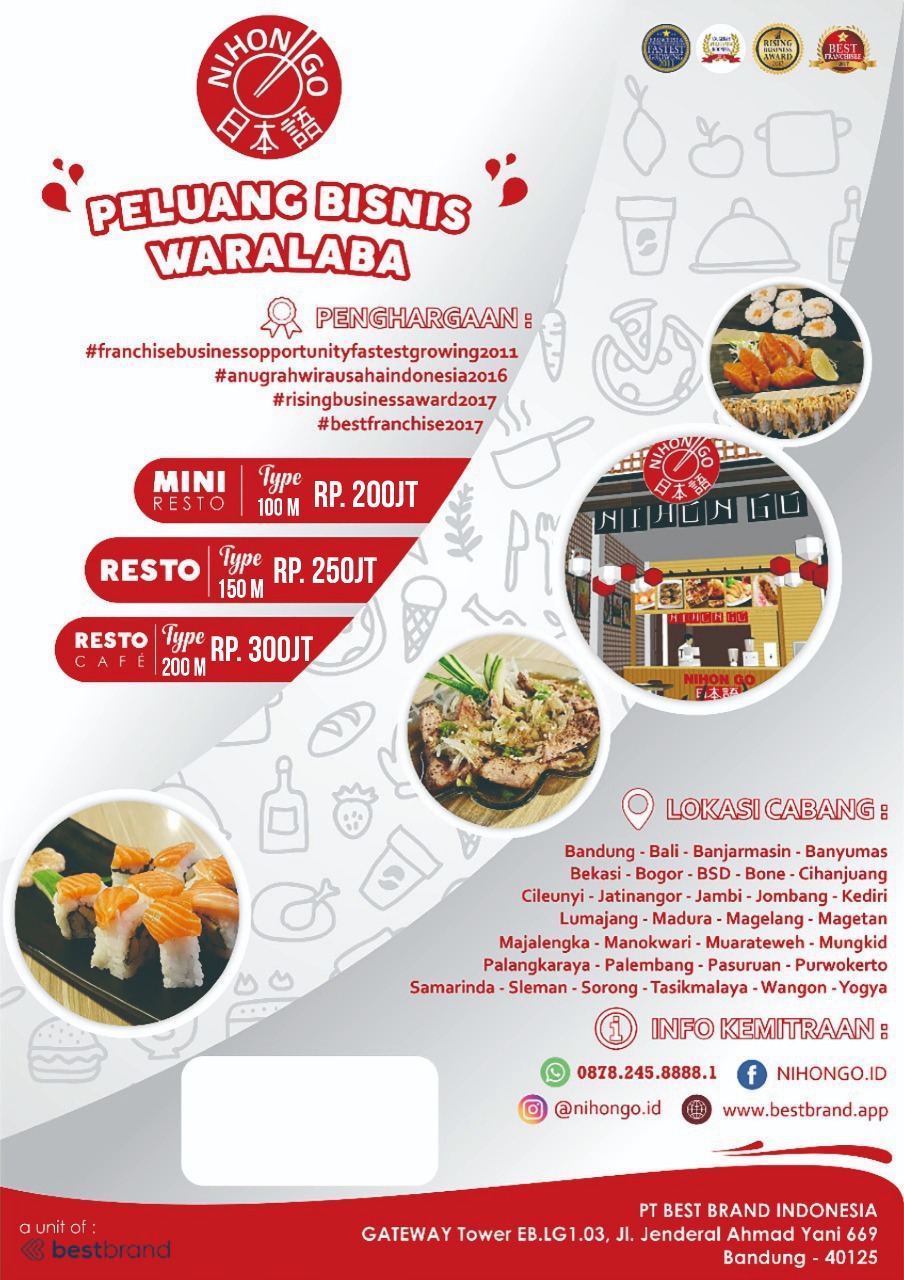 NIHON GO
日本語
FASTEST
RISING
BUSINESS
AWARD
BEST
FRANCHISE
2017
PELUANG BISNIS
WARALABA
PENGHARGAAN :
#franchisebusinessopportunityfastestgrowing2011
#anugrahwirausahaindonesia2016
#risingbusinessaward2017
#bestfranchise2017
MINI RESTO Type 100 M RP. 200JT
RESTO Type 150 M RP. 250JT
RESTO CAFÉ Type 200 M RP. 300JT
NIHON GO
日本語
NIHON GO
NIHON GO
NIHON GO
日本語
LOKASI CABANG :
Bandung - Bali - Banjarmasin - Banyumas
Bekasi - Bogor - BSD - Bone - Cihanjuang
Cileunyi - Jatinangor - Jambi - Jombang - Kediri
Lumajang - Madura - Magelang - Magetan
Majalengka - Manokwari - Muarateweh - Mungkid
Palangkaraya - Palembang - Pasuruan - Purwokerto
Samarinda - Sleman - Sorong - Tasikmalaya - Wangon - Yogya
INFO KEMITRAAN :
0878.245.8888.1 NIHONGO.ID
@nihongo.id www.bestbrand.app
a unit of :
bestbrand
PT BEST BRAND INDONESIA
GATEWAY Tower EB.LG1.03, Jl. Jenderal Ahmad Yani 669
Bandung - 40125